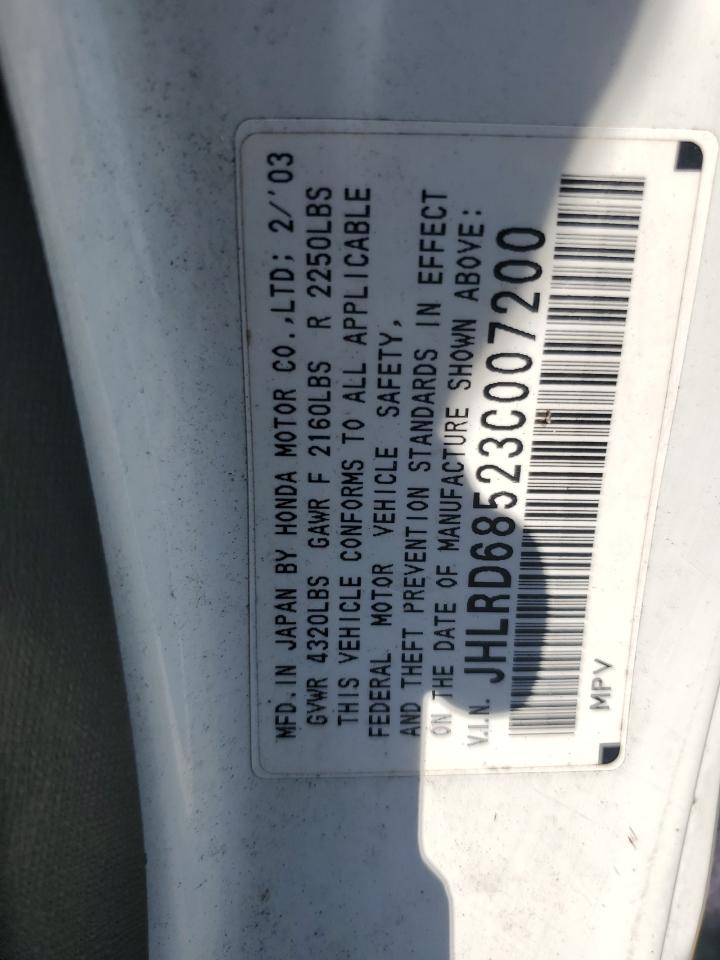 MFD. IN JAPAN BY HONDA MOTOR CO.,LTD; 2/'03
GVWR 4320LBS GAWR F 2160LBS R 2250LBS
THIS VEHICLE CONFORMS TO ALL APPLICABLE
FEDERAL MOTOR VEHICLE SAFETY,
AND THEFT PREVENTION STANDARDS IN EFFECT
ON THE DATE OF MANUFACTURE SHOWN ABOVE:
V.I.N. JHLRD68523C007200
MPV